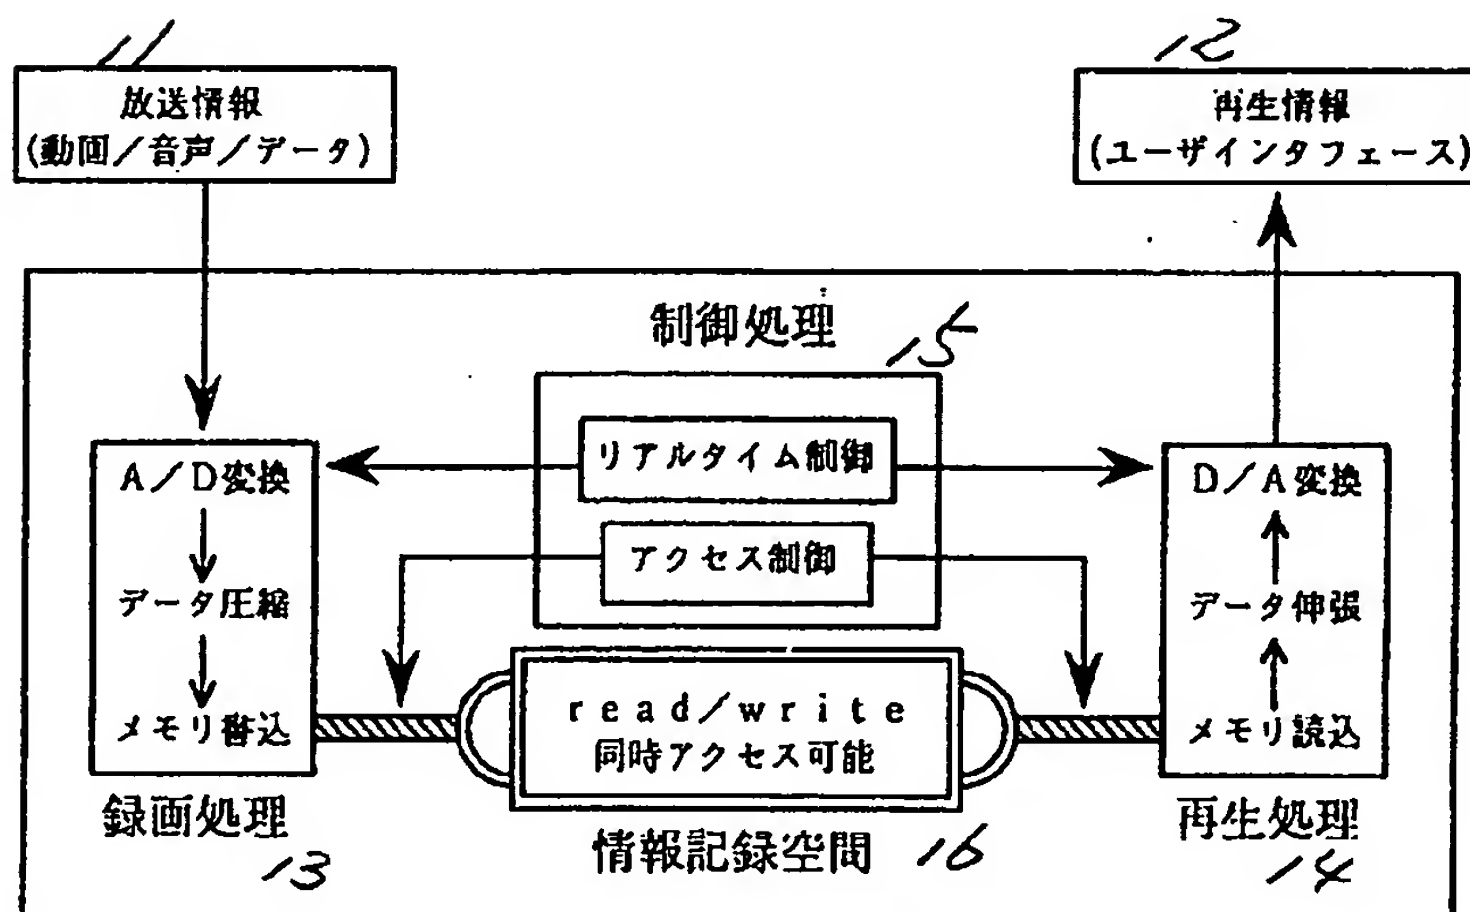 11
放送情報
(動画／音声／データ)
12
再生情報
(ユーザインタフェース)
制御処理
15
リアルタイム制御
アクセス制御
A／D変換
データ圧縮
メモリ書込
録画処理
13
read／write
同時アクセス可能
情報記録空間
16
D／A変換
データ伸張
メモリ読込
再生処理
14